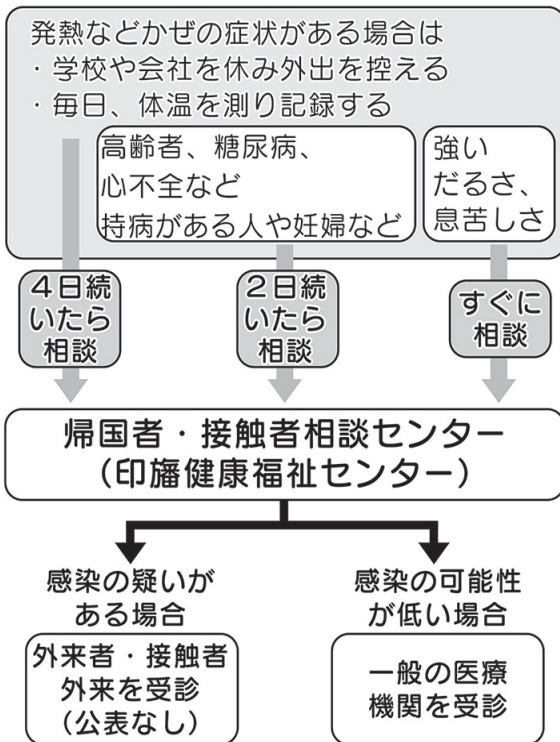 発熱などかぜの症状がある場合は
・学校や会社を休み外出を控える
・毎日、体温を測り記録する
高齢者、糖尿病、
心不全など
持病がある人や妊婦など
強い
だるさ、
息苦しさ
４日続
いたら
相談
２日続
いたら
相談
すぐに
相談
帰国者・接触者相談センター
（印旛健康福祉センター）
感染の疑いが
ある場合
外来者・接触者
外来を受診
（公表なし）
感染の可能性
が低い場合
一般の医療
機関を受診